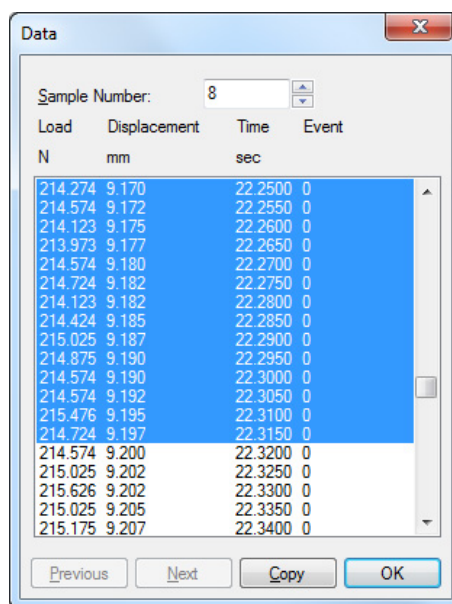 Data
Sample Number: 8
Load Displacement Time Event
N mm sec
214.274 9.170 22.2500 0
214.574 9.172 22.2550 0
214.123 9.175 22.2600 0
213.973 9.177 22.2650 0
214.574 9.180 22.2700 0
214.724 9.182 22.2750 0
214.123 9.182 22.2800 0
214.424 9.185 22.2850 0
215.025 9.187 22.2900 0
214.875 9.190 22.2950 0
214.574 9.190 22.3000 0
214.574 9.192 22.3050 0
215.476 9.195 22.3100 0
214.724 9.197 22.3150 0
214.574 9.200 22.3200 0
215.025 9.202 22.3250 0
215.626 9.202 22.3300 0
215.025 9.205 22.3350 0
215.175 9.207 22.3400 0
Previous Next Copy OK